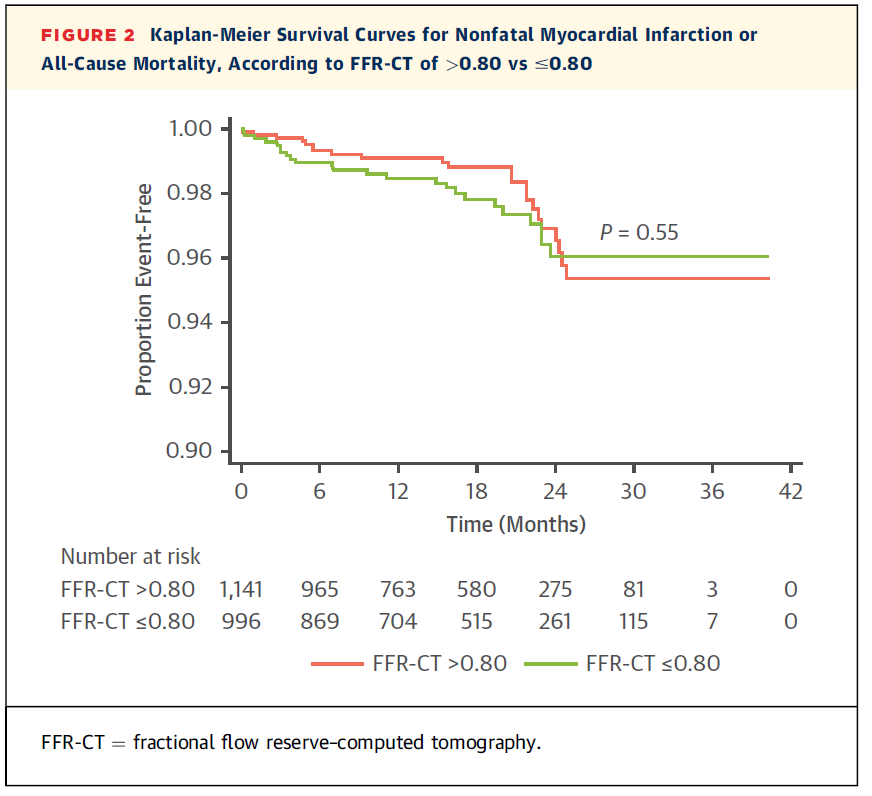 FIGURE 2 Kaplan-Meier Survival Curves for Nonfatal Myocardial Infarction or
All-Cause Mortality, According to FFR-CT of >0.80 vs ≤0.80
1.00
0.98
0.96
0.94
0.92
0.90
Proportion Event-Free
P = 0.55
0 6 12 18 24 30 36 42
Time (Months)
Number at risk
FFR-CT >0.80 1,141 965 763 580 275 81 3 0
FFR-CT ≤0.80 996 869 704 515 261 115 7 0
FFR-CT >0.80 FFR-CT ≤0.80
FFR-CT = fractional flow reserve-computed tomography.